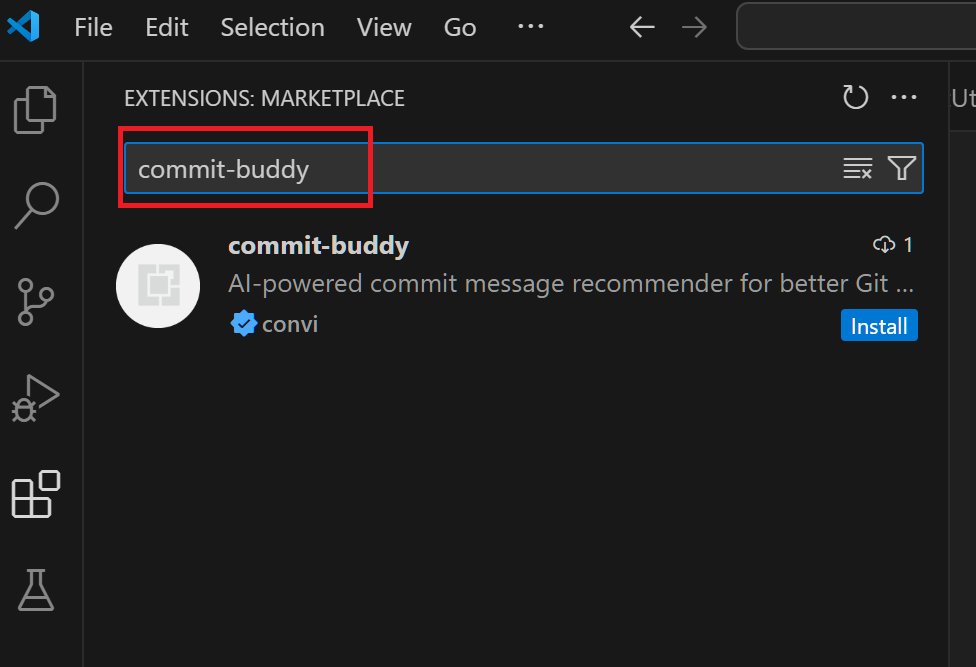 File Edit Selection View Go ...
EXTENSIONS: MARKETPLACE
Ut
commit-buddy
commit-buddy 1
AI-powered commit message recommender for better Git ...
convi
Install